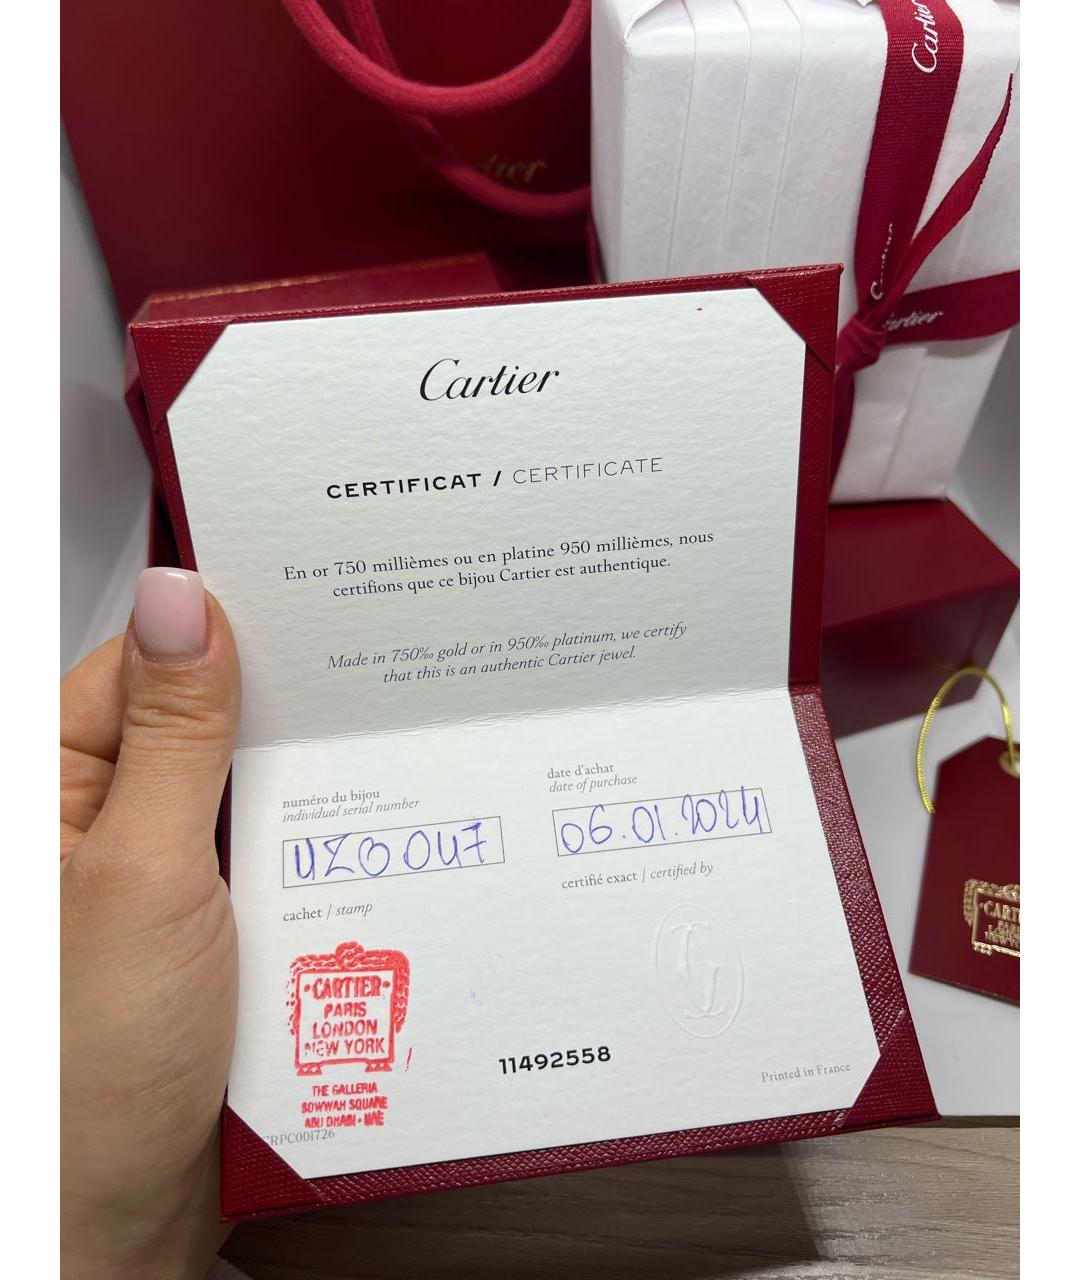 Cartier
Cartier
Cartier
CERTIFICAT / CERTIFICATE
En or 750 millièmes ou en platine 950 millièmes, nous
certifions que ce bijou Cartier est authentique.
Made in 750‰ gold or in 950‰ platinum, we certify
that this is an authentic Cartier jewel.
numéro du bijou
individual serial number
date d'achat
date of purchase
06.01.2024
certifié exact / certified by
cachet / stamp
CARTIER
PARIS
LONDON
NEW YORK
THE GALLERIA
SOWWAH SQUARE
ABU DHABI - UAE
CRPC001726
11492558
Printed in France